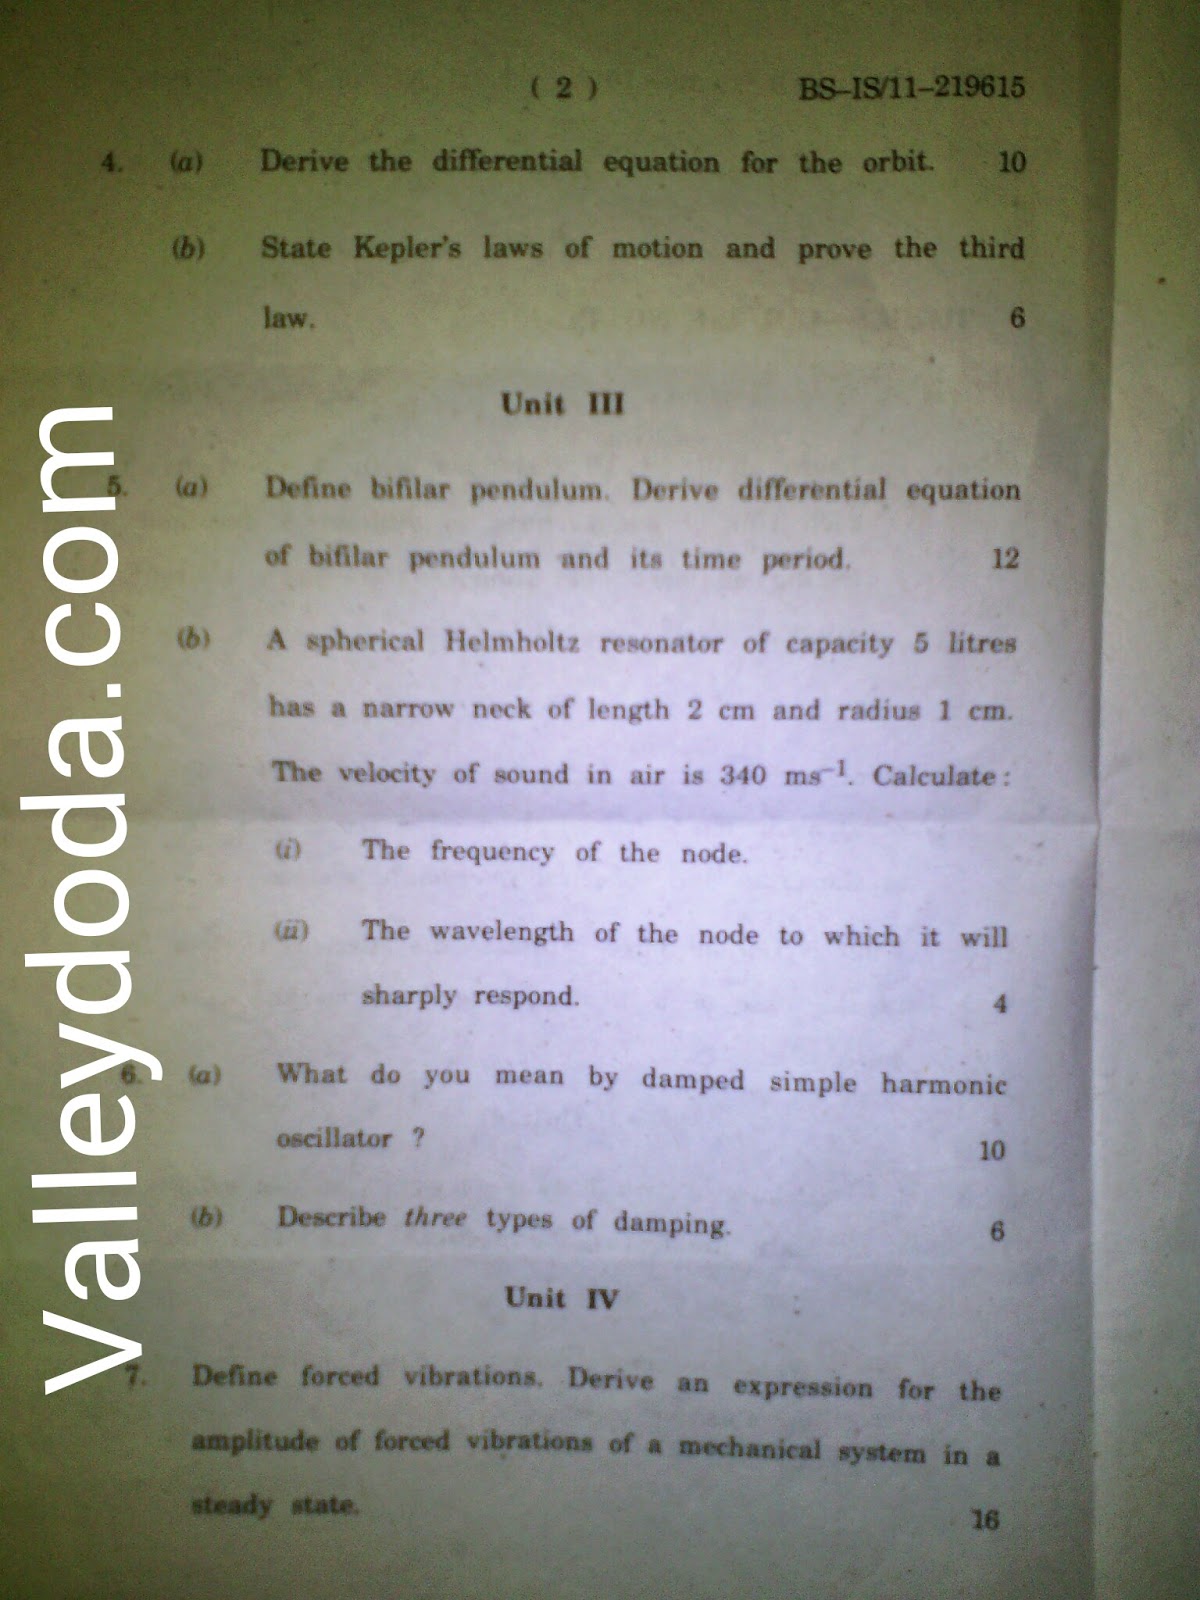 ( 2 ) BS–IS/11–219615
4. (a) Derive the differential equation for the orbit. 10
(b) State Kepler's laws of motion and prove the third
law. 6
Unit III
5. (a) Define bifilar pendulum. Derive differential equation
of bifilar pendulum and its time period. 12
(b) A spherical Helmholtz resonator of capacity 5 litres
has a narrow neck of length 2 cm and radius 1 cm.
The velocity of sound in air is 340 ms⁻¹. Calculate :
(i) The frequency of the node.
(ii) The wavelength of the node to which it will
sharply respond. 4
6. (a) What do you mean by damped simple harmonic
oscillator ? 10
(b) Describe three types of damping. 6
Unit IV
7. Define forced vibrations. Derive an expression for the
amplitude of forced vibrations of a mechanical system in a
steady state. 16
Valleydoda.com